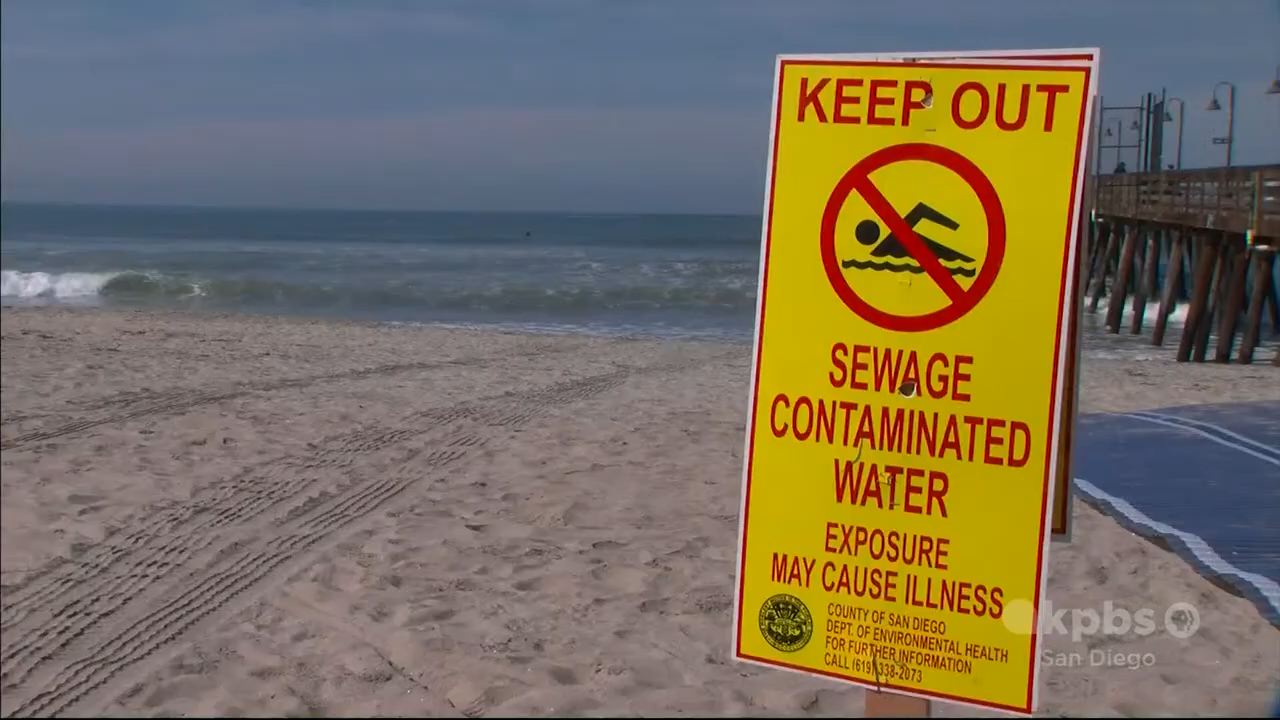 KEEP OUT
SEWAGE
CONTAMINATED
WATER
EXPOSURE
MAY CAUSE ILLNESS
COUNTY OF SAN DIEGO
DEPT. OF ENVIRONMENTAL HEALTH
FOR FURTHER INFORMATION
CALL (619) 338-2073
kpbs
San Diego